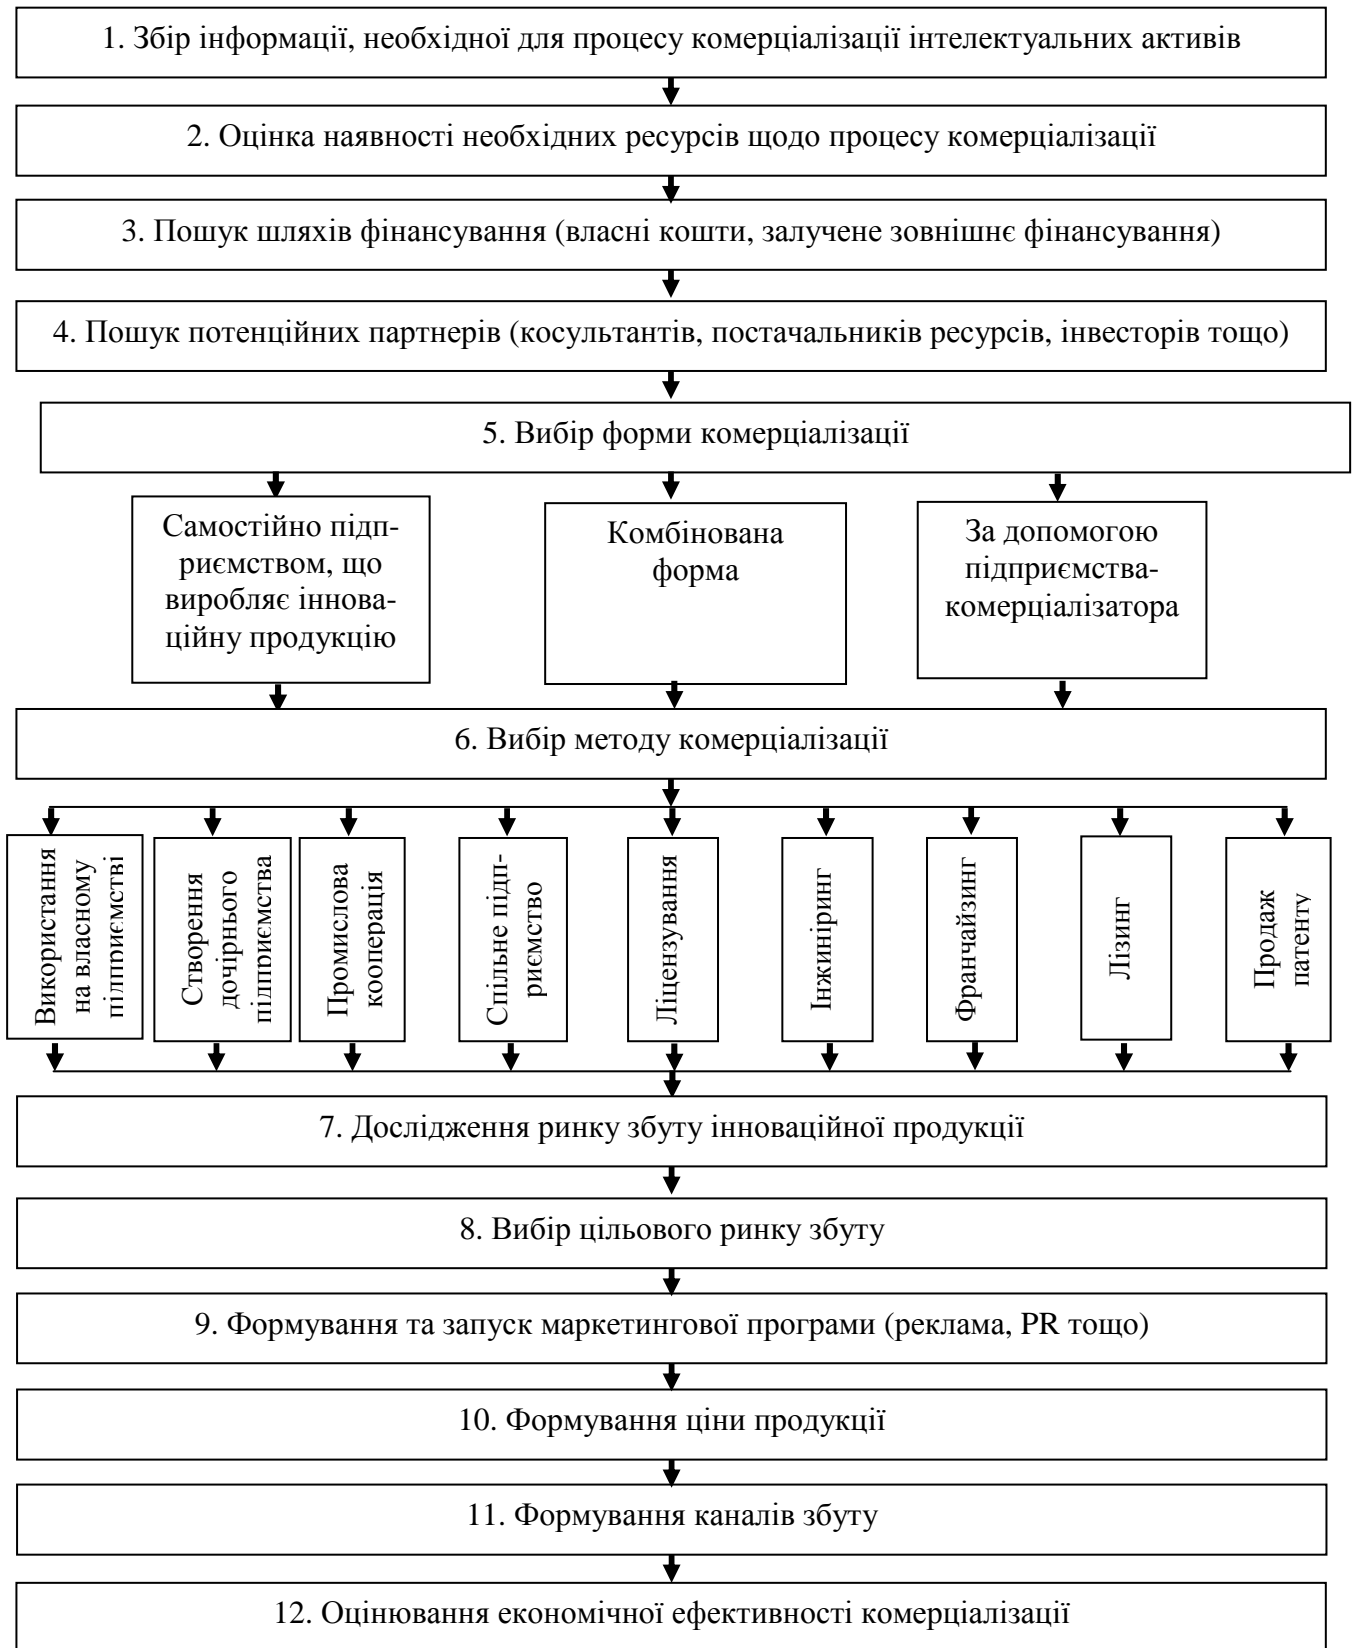 1. Збір інформації, необхідної для процесу комерціалізації інтелектуальних активів
2. Оцінка наявності необхідних ресурсів щодо процесу комерціалізації
3. Пошук шляхів фінансування (власні кошти, залучене зовнішнє фінансування)
4. Пошук потенційних партнерів (косультантів, постачальників ресурсів, інвесторів тощо)
5. Вибір форми комерціалізації
Самостійно підп-
риємством, що
виробляє іннова-
ційну продукцію
Комбінована
форма
За допомогою
підприємства-
комерціалізатора
6. Вибір методу комерціалізації
Використання
на власному
підприємстві
Створення
дочірнього
підприємства
Промислова
кооперація
Спільне підп-
риємство
Ліцензування
Інжиніринг
Франчайзинг
Лізинг
Продаж
патенту
7. Дослідження ринку збуту інноваційної продукції
8. Вибір цільового ринку збуту
9. Формування та запуск маркетингової програми (реклама, PR тощо)
10. Формування ціни продукції
11. Формування каналів збуту
12. Оцінювання економічної ефективності комерціалізації